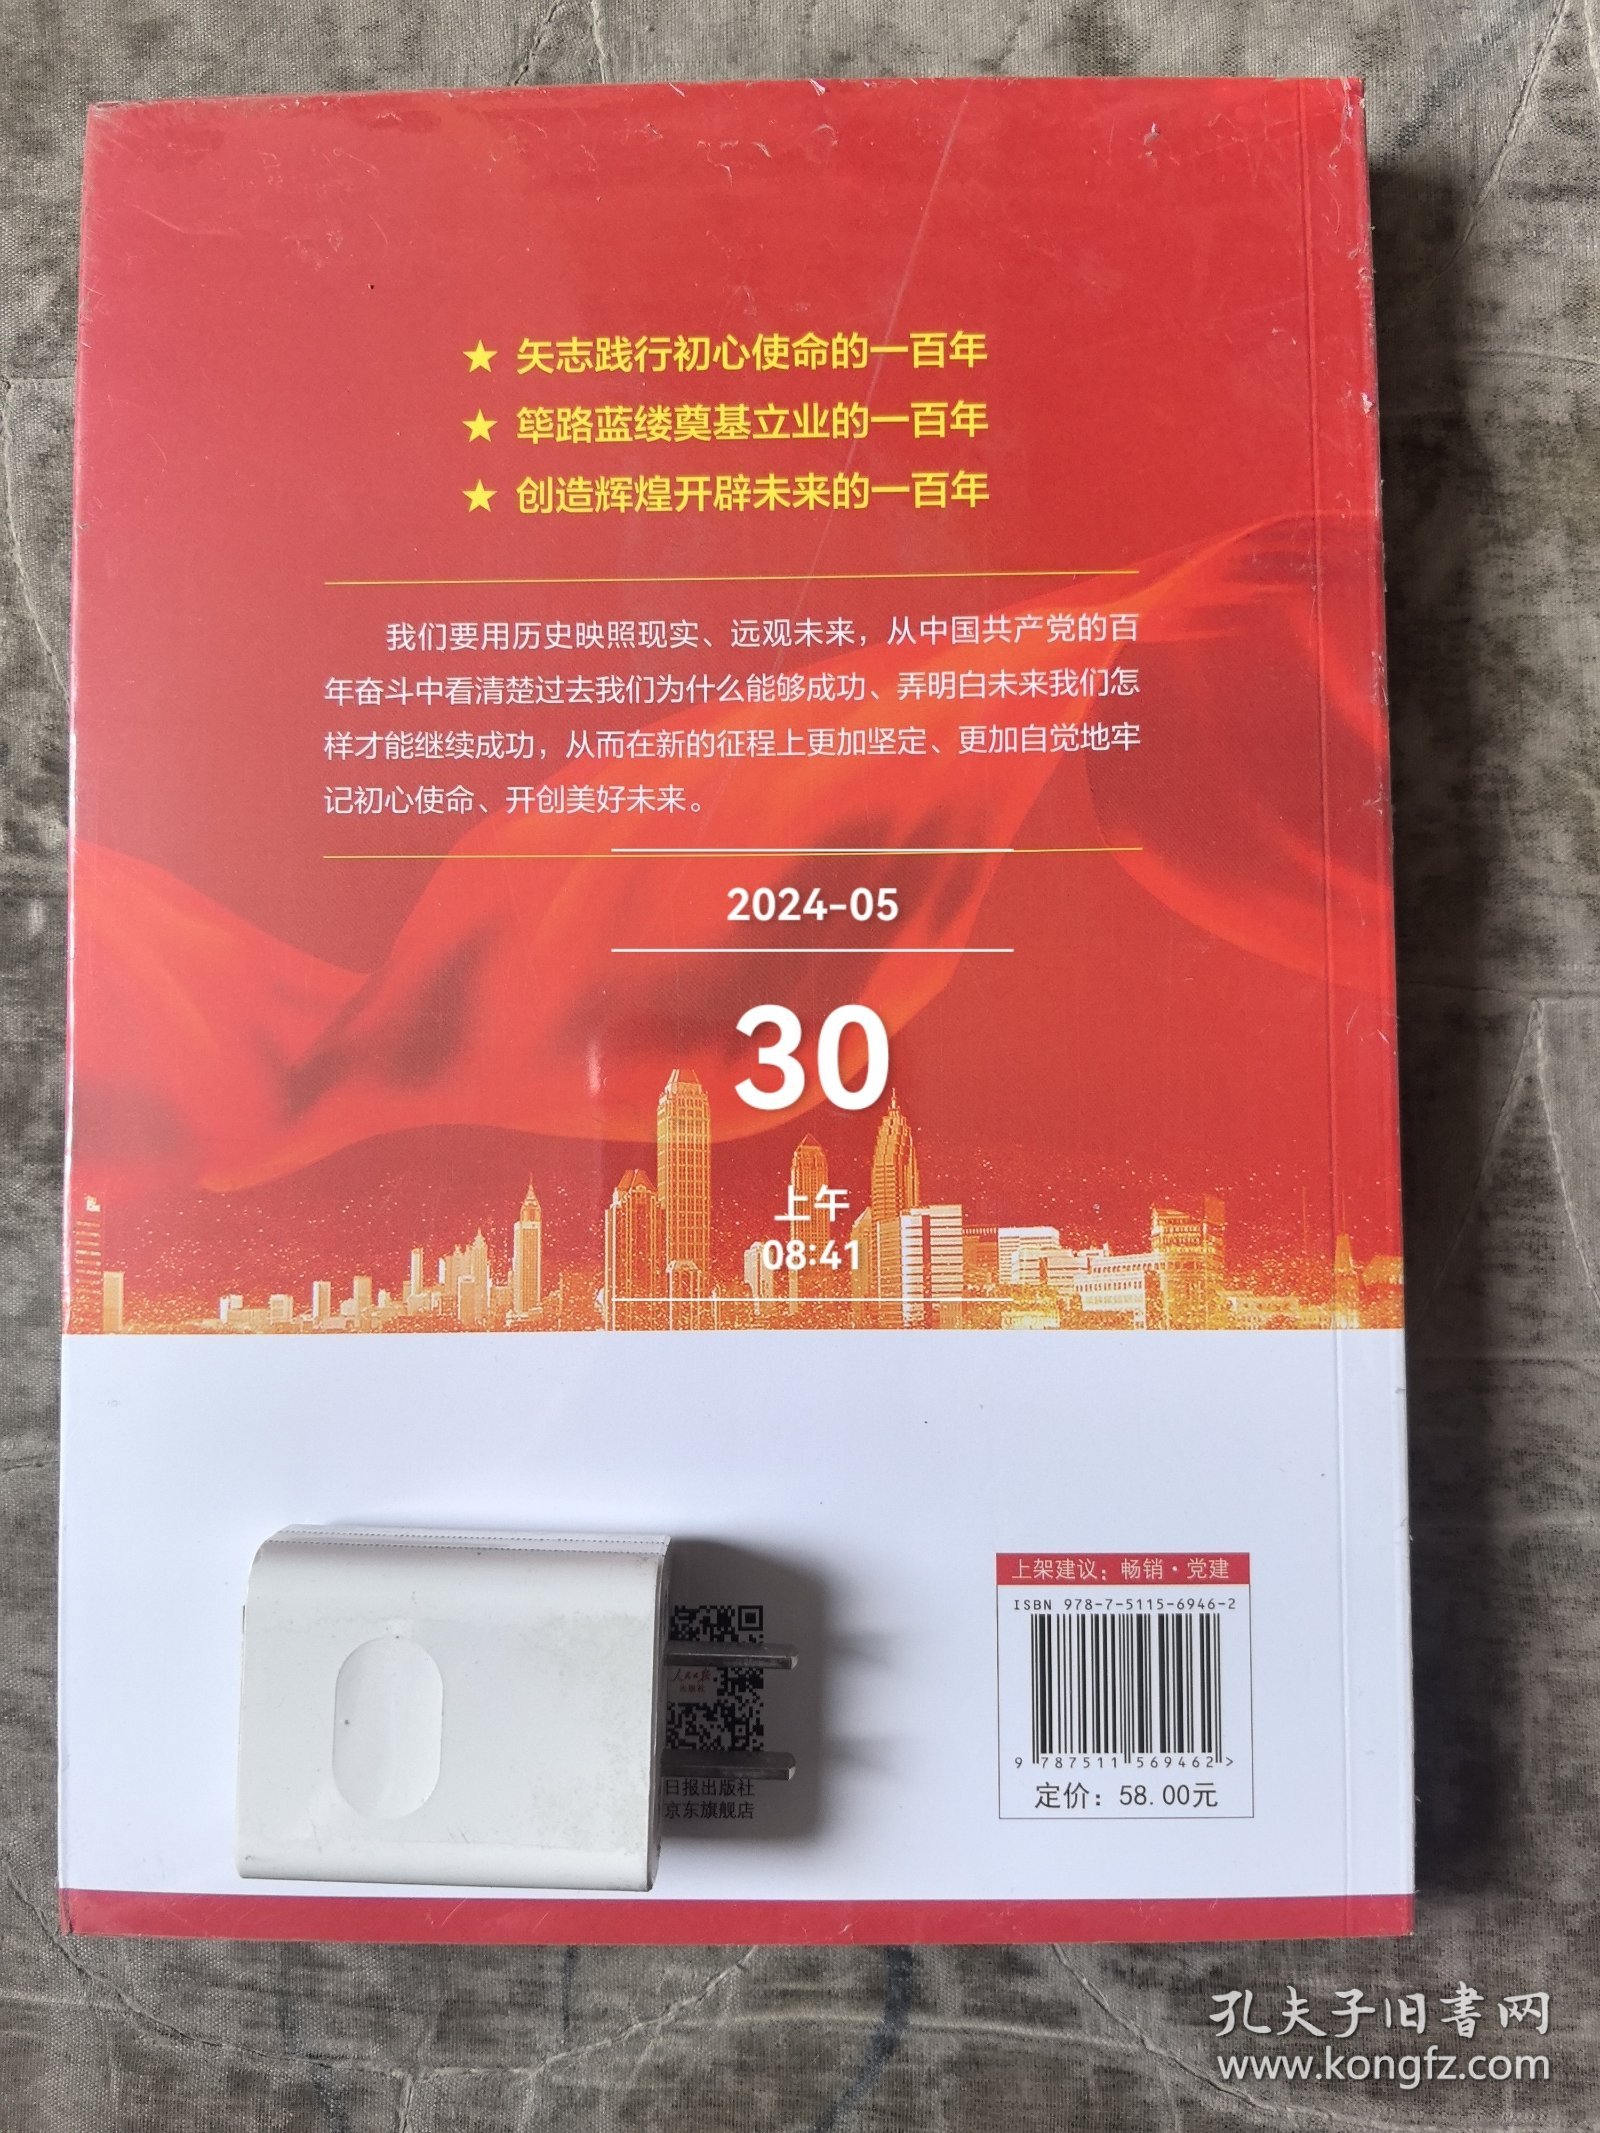 ★ 矢志践行初心使命的一百年
★ 筚路蓝缕奠基立业的一百年
★ 创造辉煌开辟未来的一百年
我们要用历史映照现实、远观未来，从中国共产党的百
年奋斗中看清楚过去我们为什么能够成功、弄明白未来我们怎
样才能继续成功，从而在新的征程上更加坚定、更加自觉地牢
记初心使命、开创美好未来。
2024-05
30
上午
08:41
上架建议：畅销·党建
ISBN 978-7-5115-6946-2
9 787511 569462 >
定价：58.00元
人民日报
出版社
日报出版社
京东旗舰店
孔夫子旧书网
www.kongfz.com